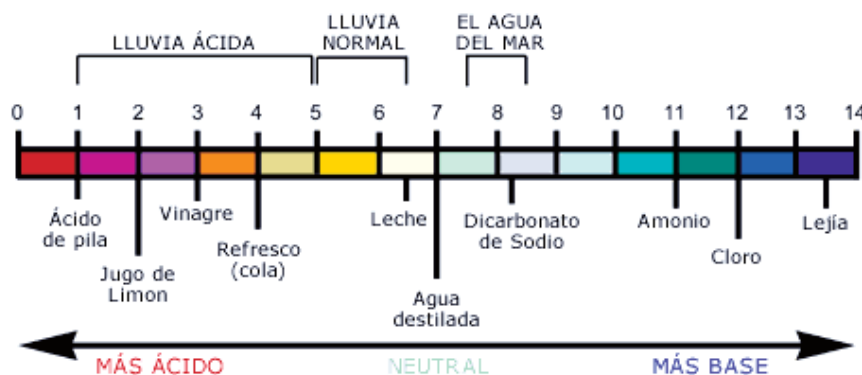 LLUVIA ÁCIDA
LLUVIA
NORMAL
EL AGUA
DEL MAR
0 1 2 3 4 5 6 7 8 9 10 11 12 13 14
Ácido
de pila
Jugo de
Limon
Vinagre
Refresco
(cola)
Leche
Agua
destilada
Dicarbonato
de Sodio
Amonio
Cloro
Lejía
MÁS ÁCIDO
NEUTRAL
MÁS BASE